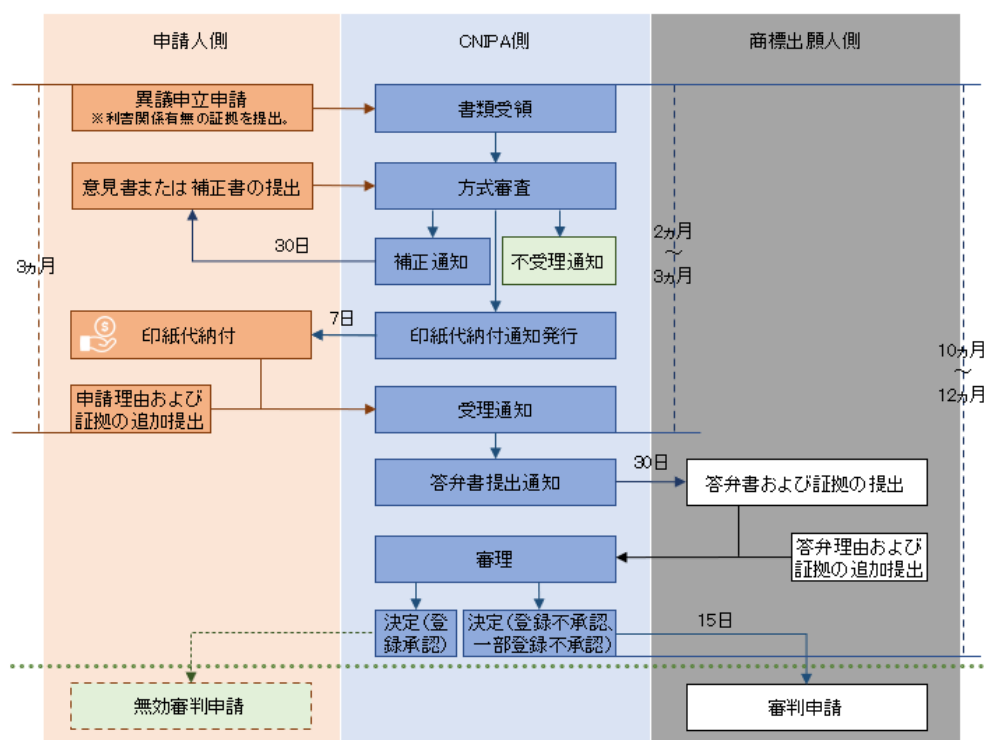 申請人側
CNIPA側
商標出願人側
異議申立申請
※利害関係有無の証拠を提出。
書類受領
意見書または補正書の提出
方式審査
30日
補正通知
不受理通知
2ヵ月
～
3ヵ月
3ヵ月
7日
印紙代納付
印紙代納付通知発行
10ヵ月
～
12ヵ月
申請理由および
証拠の追加提出
受理通知
答弁書提出通知
30日
答弁書および証拠の提出
審理
答弁理由および
証拠の追加提出
決定(登
録承認)
決定(登録不承認、
一部登録不承認)
15日
無効審判申請
審判申請